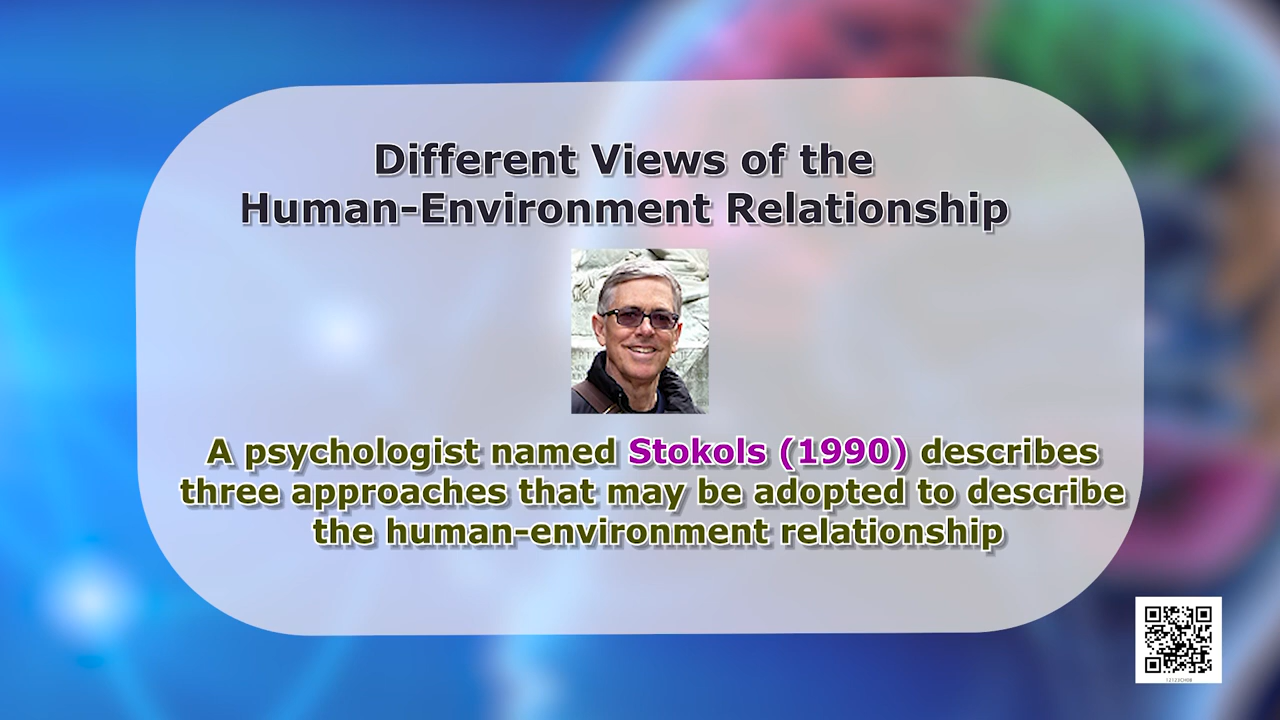 Different Views of the
Human-Environment Relationship
A psychologist named Stokols (1990) describes
three approaches that may be adopted to describe
the human-environment relationship
12123CH08